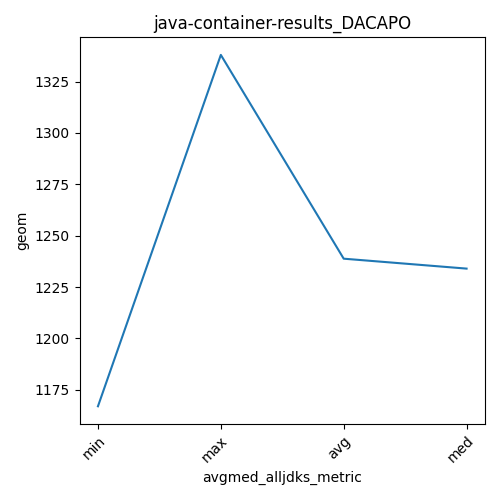 java-container-results_DACAPO
1325
1300
1275
1250
1225
1200
1175
geom
min
max
avg
med
avgmed_alljdks_metric